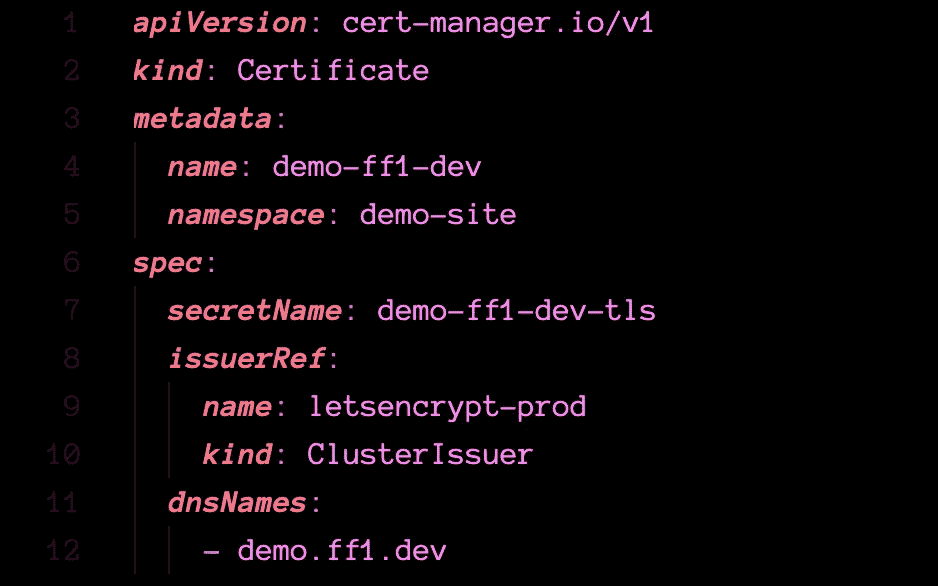 1 apiVersion: cert-manager.io/v1
2 kind: Certificate
3 metadata:
4   name: demo-ff1-dev
5   namespace: demo-site
6 spec:
7   secretName: demo-ff1-dev-tls
8   issuerRef:
9     name: letsencrypt-prod
10     kind: ClusterIssuer
11   dnsNames:
12     - demo.ff1.dev